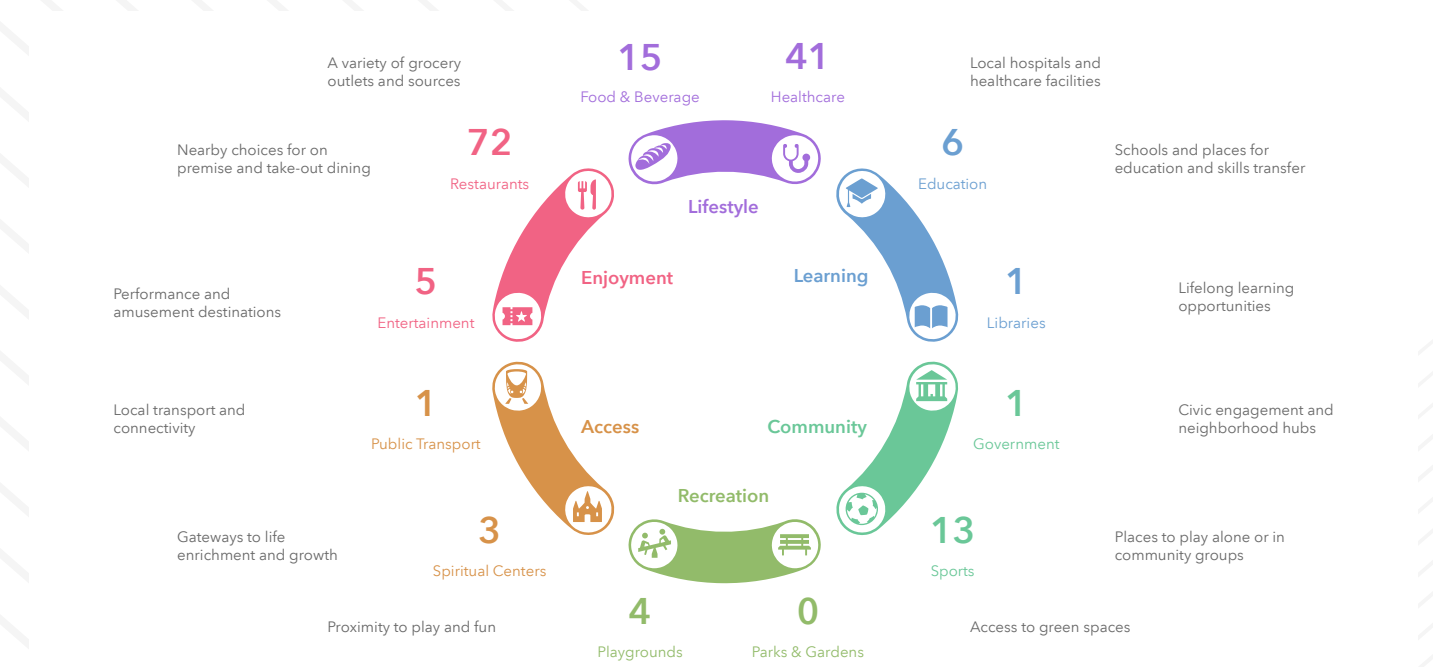 A variety of grocery
outlets and sources
15
Food & Beverage
41
Healthcare
Local hospitals and
healthcare facilities
Nearby choices for on
premise and take-out dining
72
Restaurants
Lifestyle
6
Education
Schools and places for
education and skills transfer
Performance and
amusement destinations
5
Entertainment
Enjoyment
Learning
1
Libraries
Lifelong learning
opportunities
Local transport and
connectivity
1
Public Transport
Access
Community
1
Government
Civic engagement and
neighborhood hubs
Gateways to life
enrichment and growth
3
Spiritual Centers
Recreation
13
Sports
Places to play alone or in
community groups
Proximity to play and fun
4
Playgrounds
0
Parks & Gardens
Access to green spaces